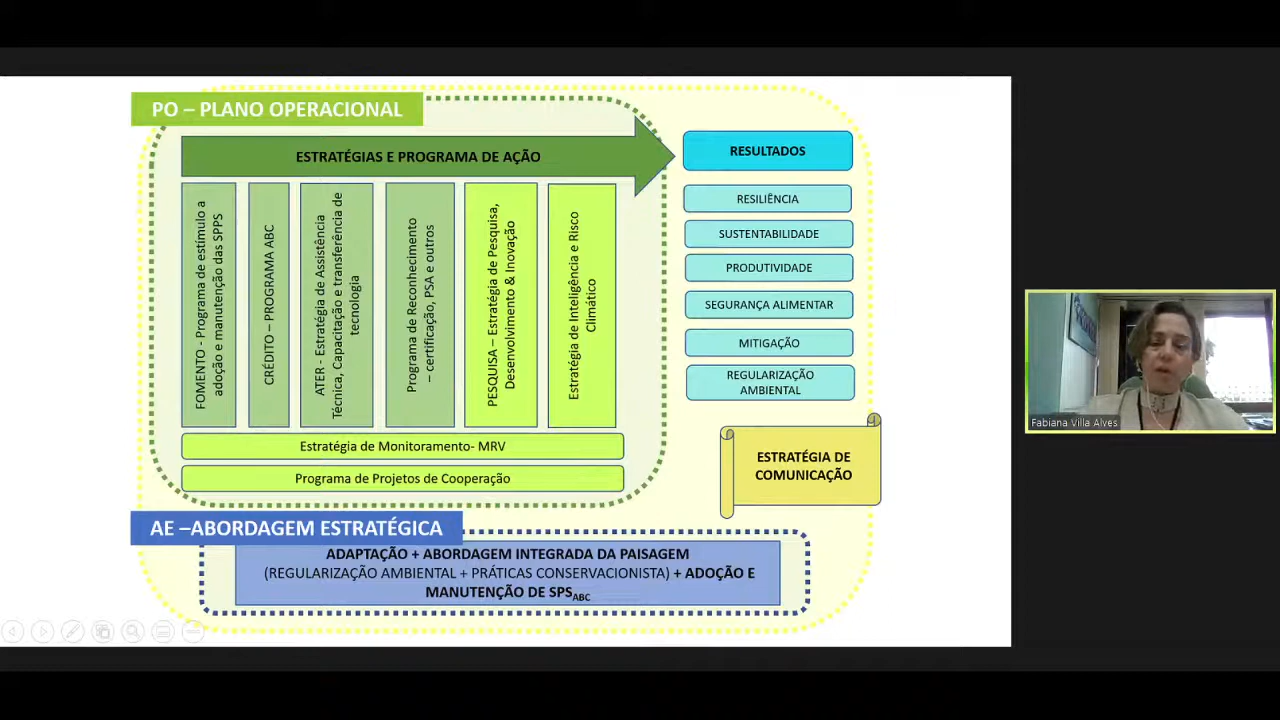 PO – PLANO OPERACIONAL
ESTRATÉGIAS E PROGRAMA DE AÇÃO
FOMENTO - Programa de estímulo a
adoção e manutenção das SPPS
CRÉDITO – PROGRAMA ABC
ATER - Estratégia de Assistência
Técnica, Capacitação e transferência de
tecnologia
Programa de Reconhecimento
– certificação, PSA e outros
PESQUISA – Estratégia de Pesquisa,
Desenvolvimento & Inovação
Estratégia de Inteligência e Risco
Climático
Estratégia de Monitoramento- MRV
Programa de Projetos de Cooperação
RESULTADOS
RESILIÊNCIA
SUSTENTABILIDADE
PRODUTIVIDADE
SEGURANÇA ALIMENTAR
MITIGAÇÃO
REGULARIZAÇÃO
AMBIENTAL
ESTRATÉGIA DE
COMUNICAÇÃO
AE –ABORDAGEM ESTRATÉGICA
ADAPTAÇÃO + ABORDAGEM INTEGRADA DA PAISAGEM
(REGULARIZAÇÃO AMBIENTAL + PRÁTICAS CONSERVACIONISTA) + ADOÇÃO E
MANUTENÇÃO DE SPSABC
Fabiana Villa Alves